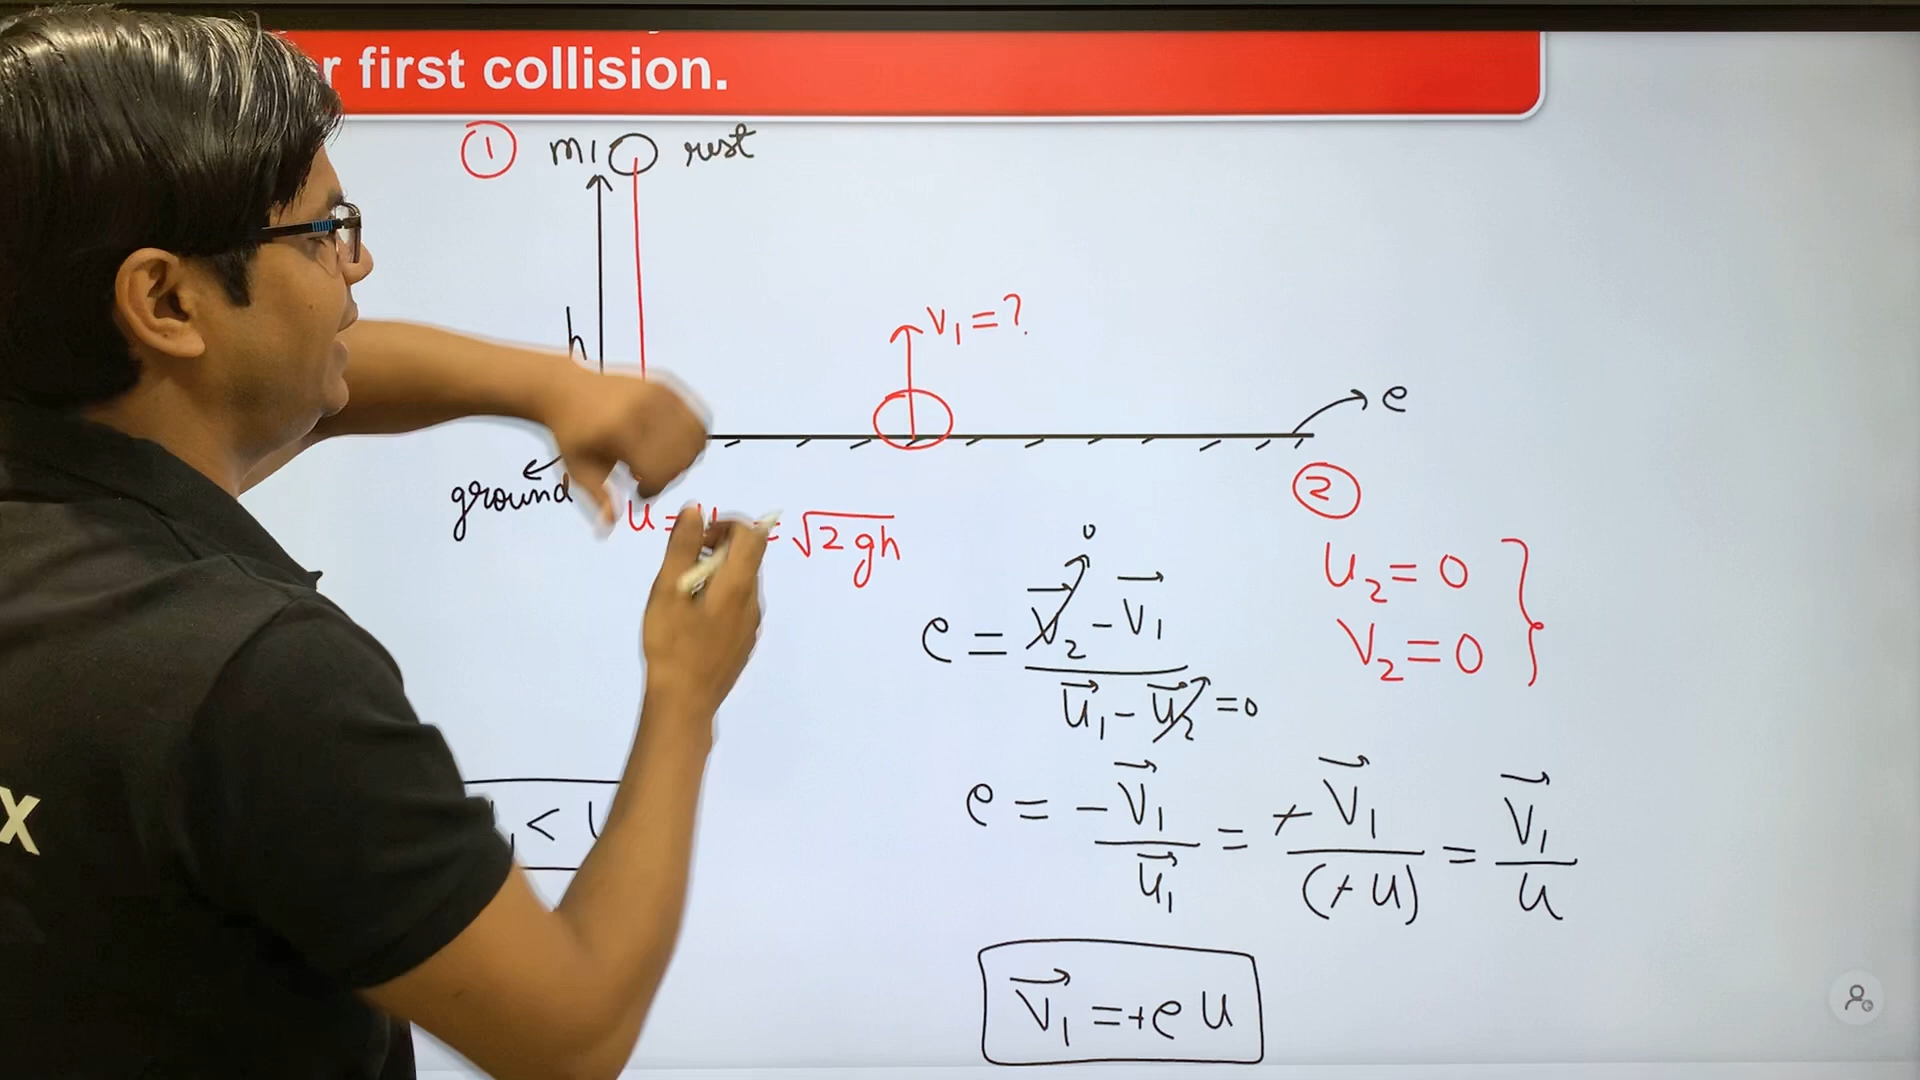 r first collision.
① m1 rest
h
V₁ = ?
e
ground
②
u = = √2gh
U₂ = 0
V₂ = 0
0
e = V⃗₂ - V⃗₁
U⃗₁ - U⃗₂ = 0
e = -V⃗₁ / U⃗₁ = +V⃗₁ / (+U) = V⃗₁ / U
<
V⃗₁ = +e U
X